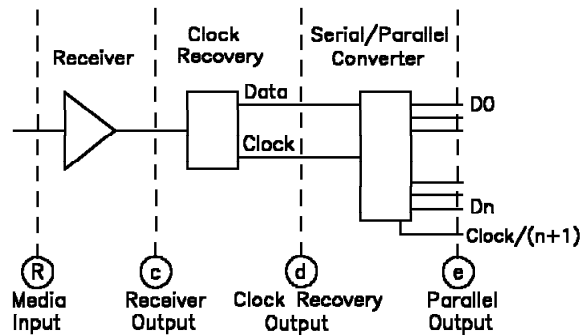 Receiver
Clock
Recovery
Serial/Parallel
Converter
Data
Clock
D0
Dn
Clock/(n+1)
R
c
d
e
Media
Input
Receiver
Output
Clock Recovery
Output
Parallel
Output